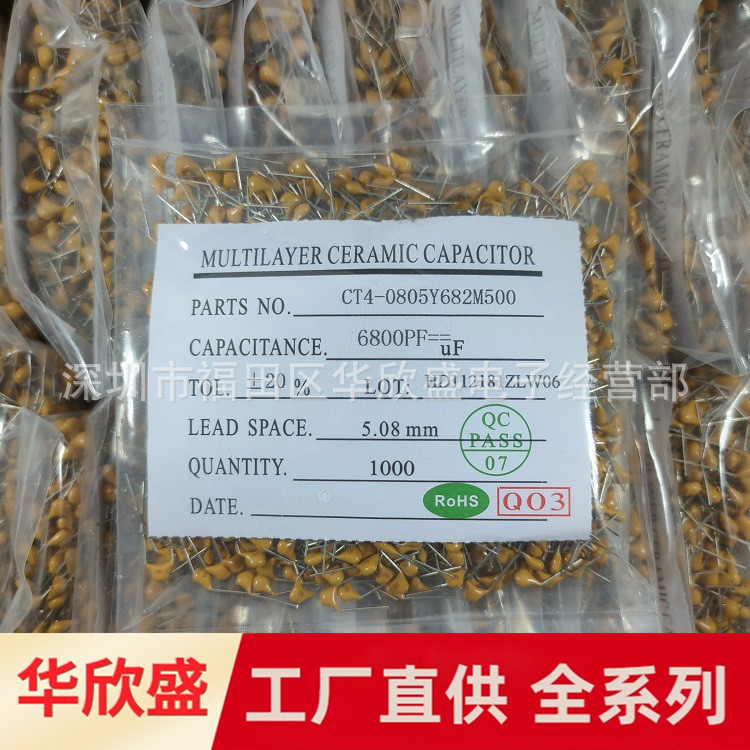 MULTILAYER CERAMIC CAPACITOR
PARTS NO. CT4-0805Y682M500
CAPACITANCE. 6800PF== uF
深圳市福田区华欣盛电子经营部
TOL. ±20 % LOT: HD112181ZLW06
LEAD SPACE. 5.08 mm
QC
PASS
07
QUANTITY. 1000
DATE.
RoHS
Q03
华欣盛 工厂直供 全系列